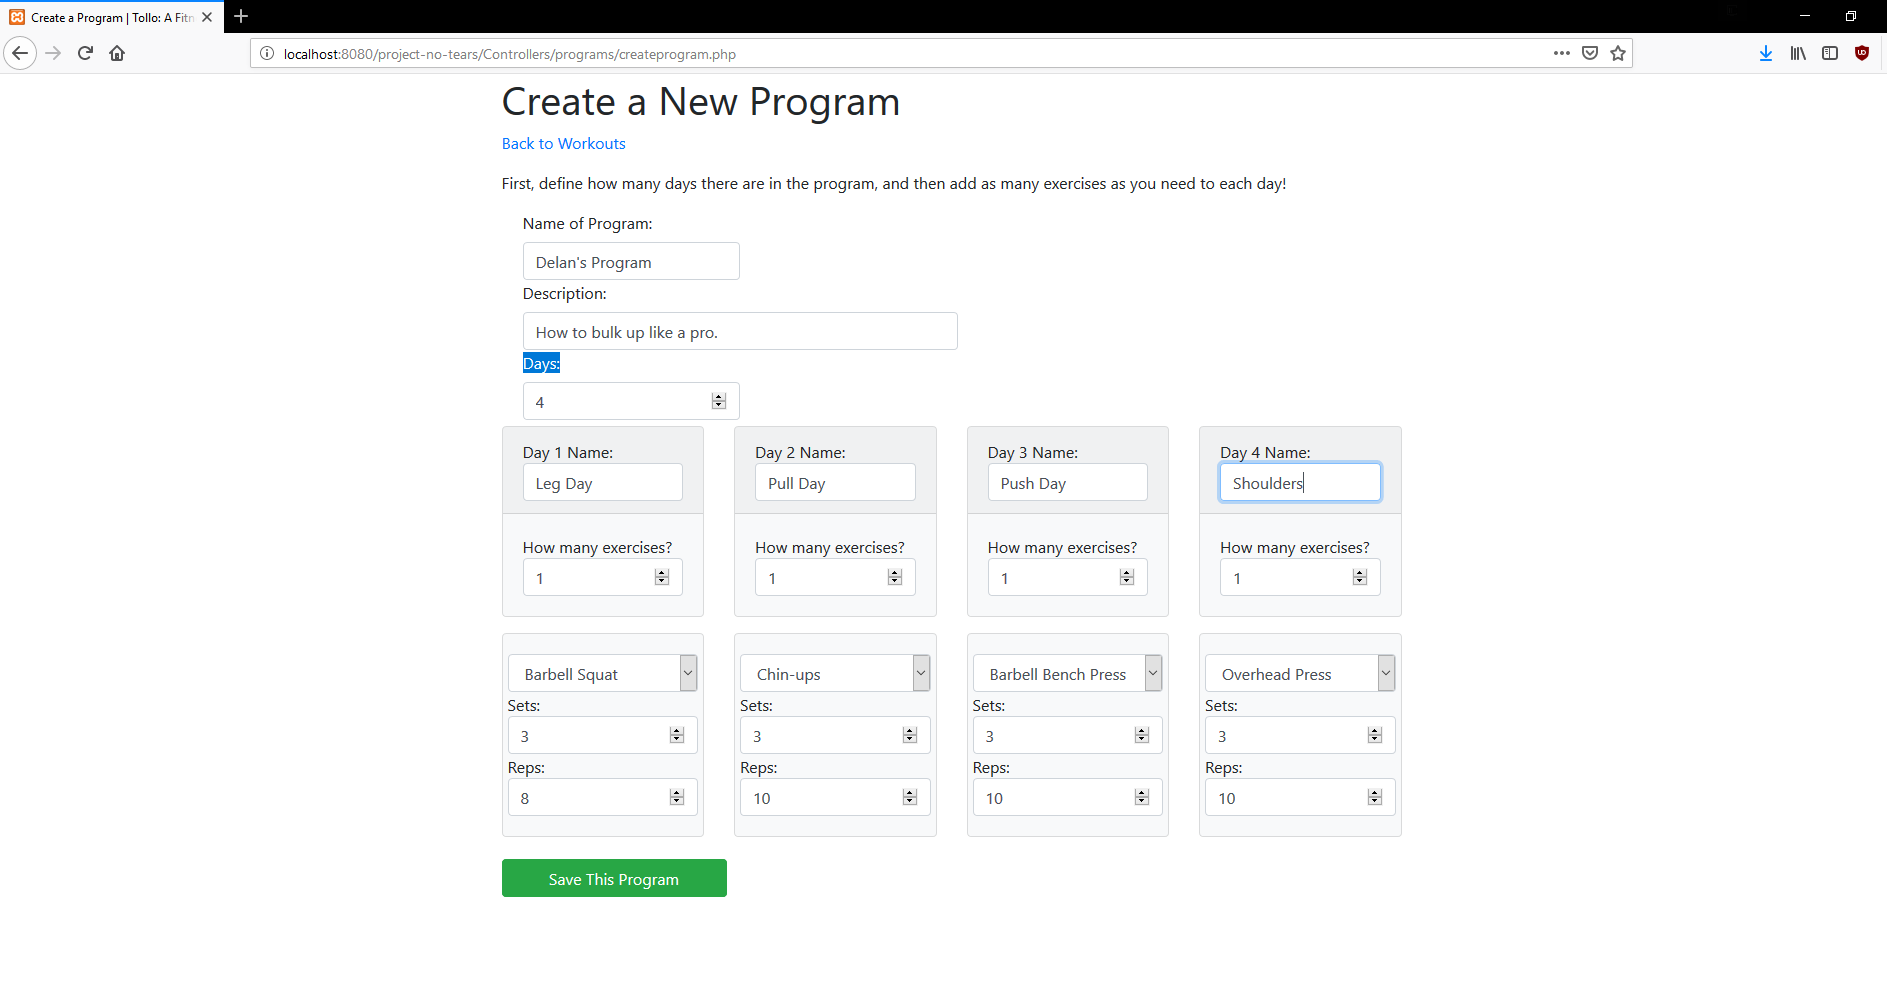 Create a Program | Tollo: A Fitn
localhost:8080/project-no-tears/Controllers/programs/createprogram.php
Create a New Program
Back to Workouts
First, define how many days there are in the program, and then add as many exercises as you need to each day!
Name of Program:
Delan's Program
Description:
How to bulk up like a pro.
Days:
4
Day 1 Name: Day 2 Name: Day 3 Name: Day 4 Name:
Leg Day Pull Day Push Day Shoulders
How many exercises? How many exercises? How many exercises? How many exercises?
1 1 1 1
Barbell Squat Chin-ups Barbell Bench Press Overhead Press
Sets: Sets: Sets: Sets:
3 3 3 3
Reps: Reps: Reps: Reps:
8 10 10 10
Save This Program